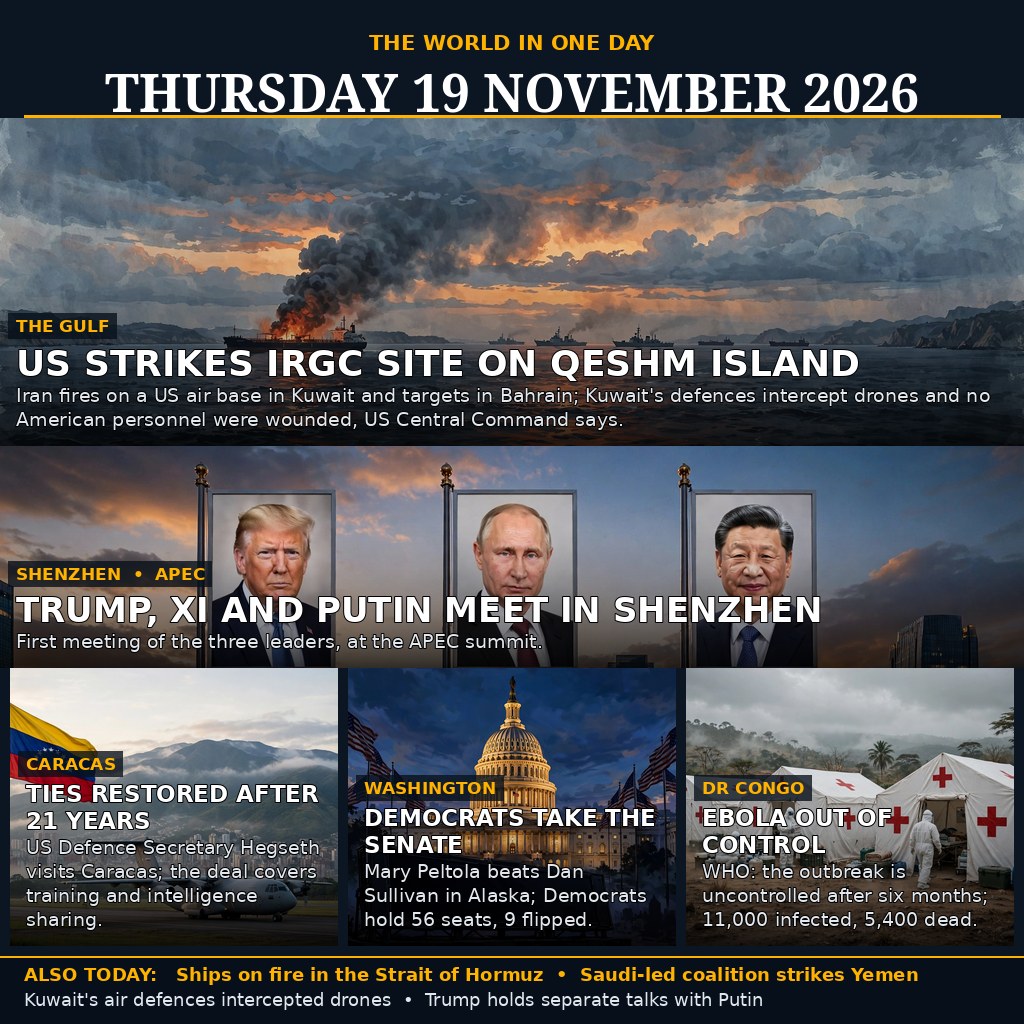 THE WORLD IN ONE DAY
THURSDAY 19 NOVEMBER 2026
THE GULF
US STRIKES IRGC SITE ON QESHM ISLAND
Iran fires on a US air base in Kuwait and targets in Bahrain; Kuwait's defences intercept drones and no
American personnel were wounded, US Central Command says.
SHENZHEN • APEC
TRUMP, XI AND PUTIN MEET IN SHENZHEN
First meeting of the three leaders, at the APEC summit.
CARACAS
TIES RESTORED AFTER
21 YEARS
US Defence Secretary Hegseth
visits Caracas; the deal covers
training and intelligence
sharing.
WASHINGTON
DEMOCRATS TAKE THE
SENATE
Mary Peltola beats Dan
Sullivan in Alaska; Democrats
hold 56 seats, 9 flipped.
DR CONGO
EBOLA OUT OF
CONTROL
WHO: the outbreak is
uncontrolled after six months;
11,000 infected, 5,400 dead.
ALSO TODAY: Ships on fire in the Strait of Hormuz • Saudi-led coalition strikes Yemen
Kuwait's air defences intercepted drones • Trump holds separate talks with Putin